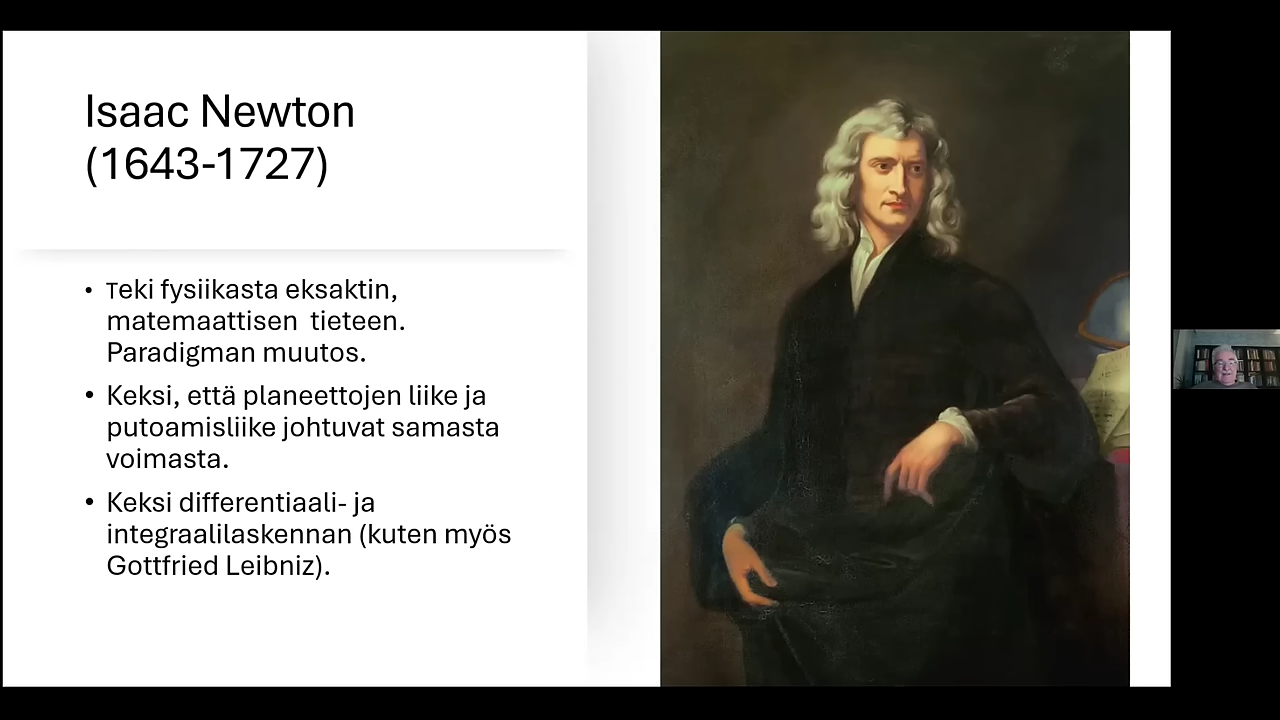 Isaac Newton
(1643-1727)
• Teki fysiikasta eksaktin,
matemaattisen  tieteen.
Paradigman muutos.
• Keksi, että planeettojen liike ja
putoamisliike johtuvat samasta
voimasta.
• Keksi differentiaali- ja
integraalilaskennan (kuten myös
Gottfried Leibniz).